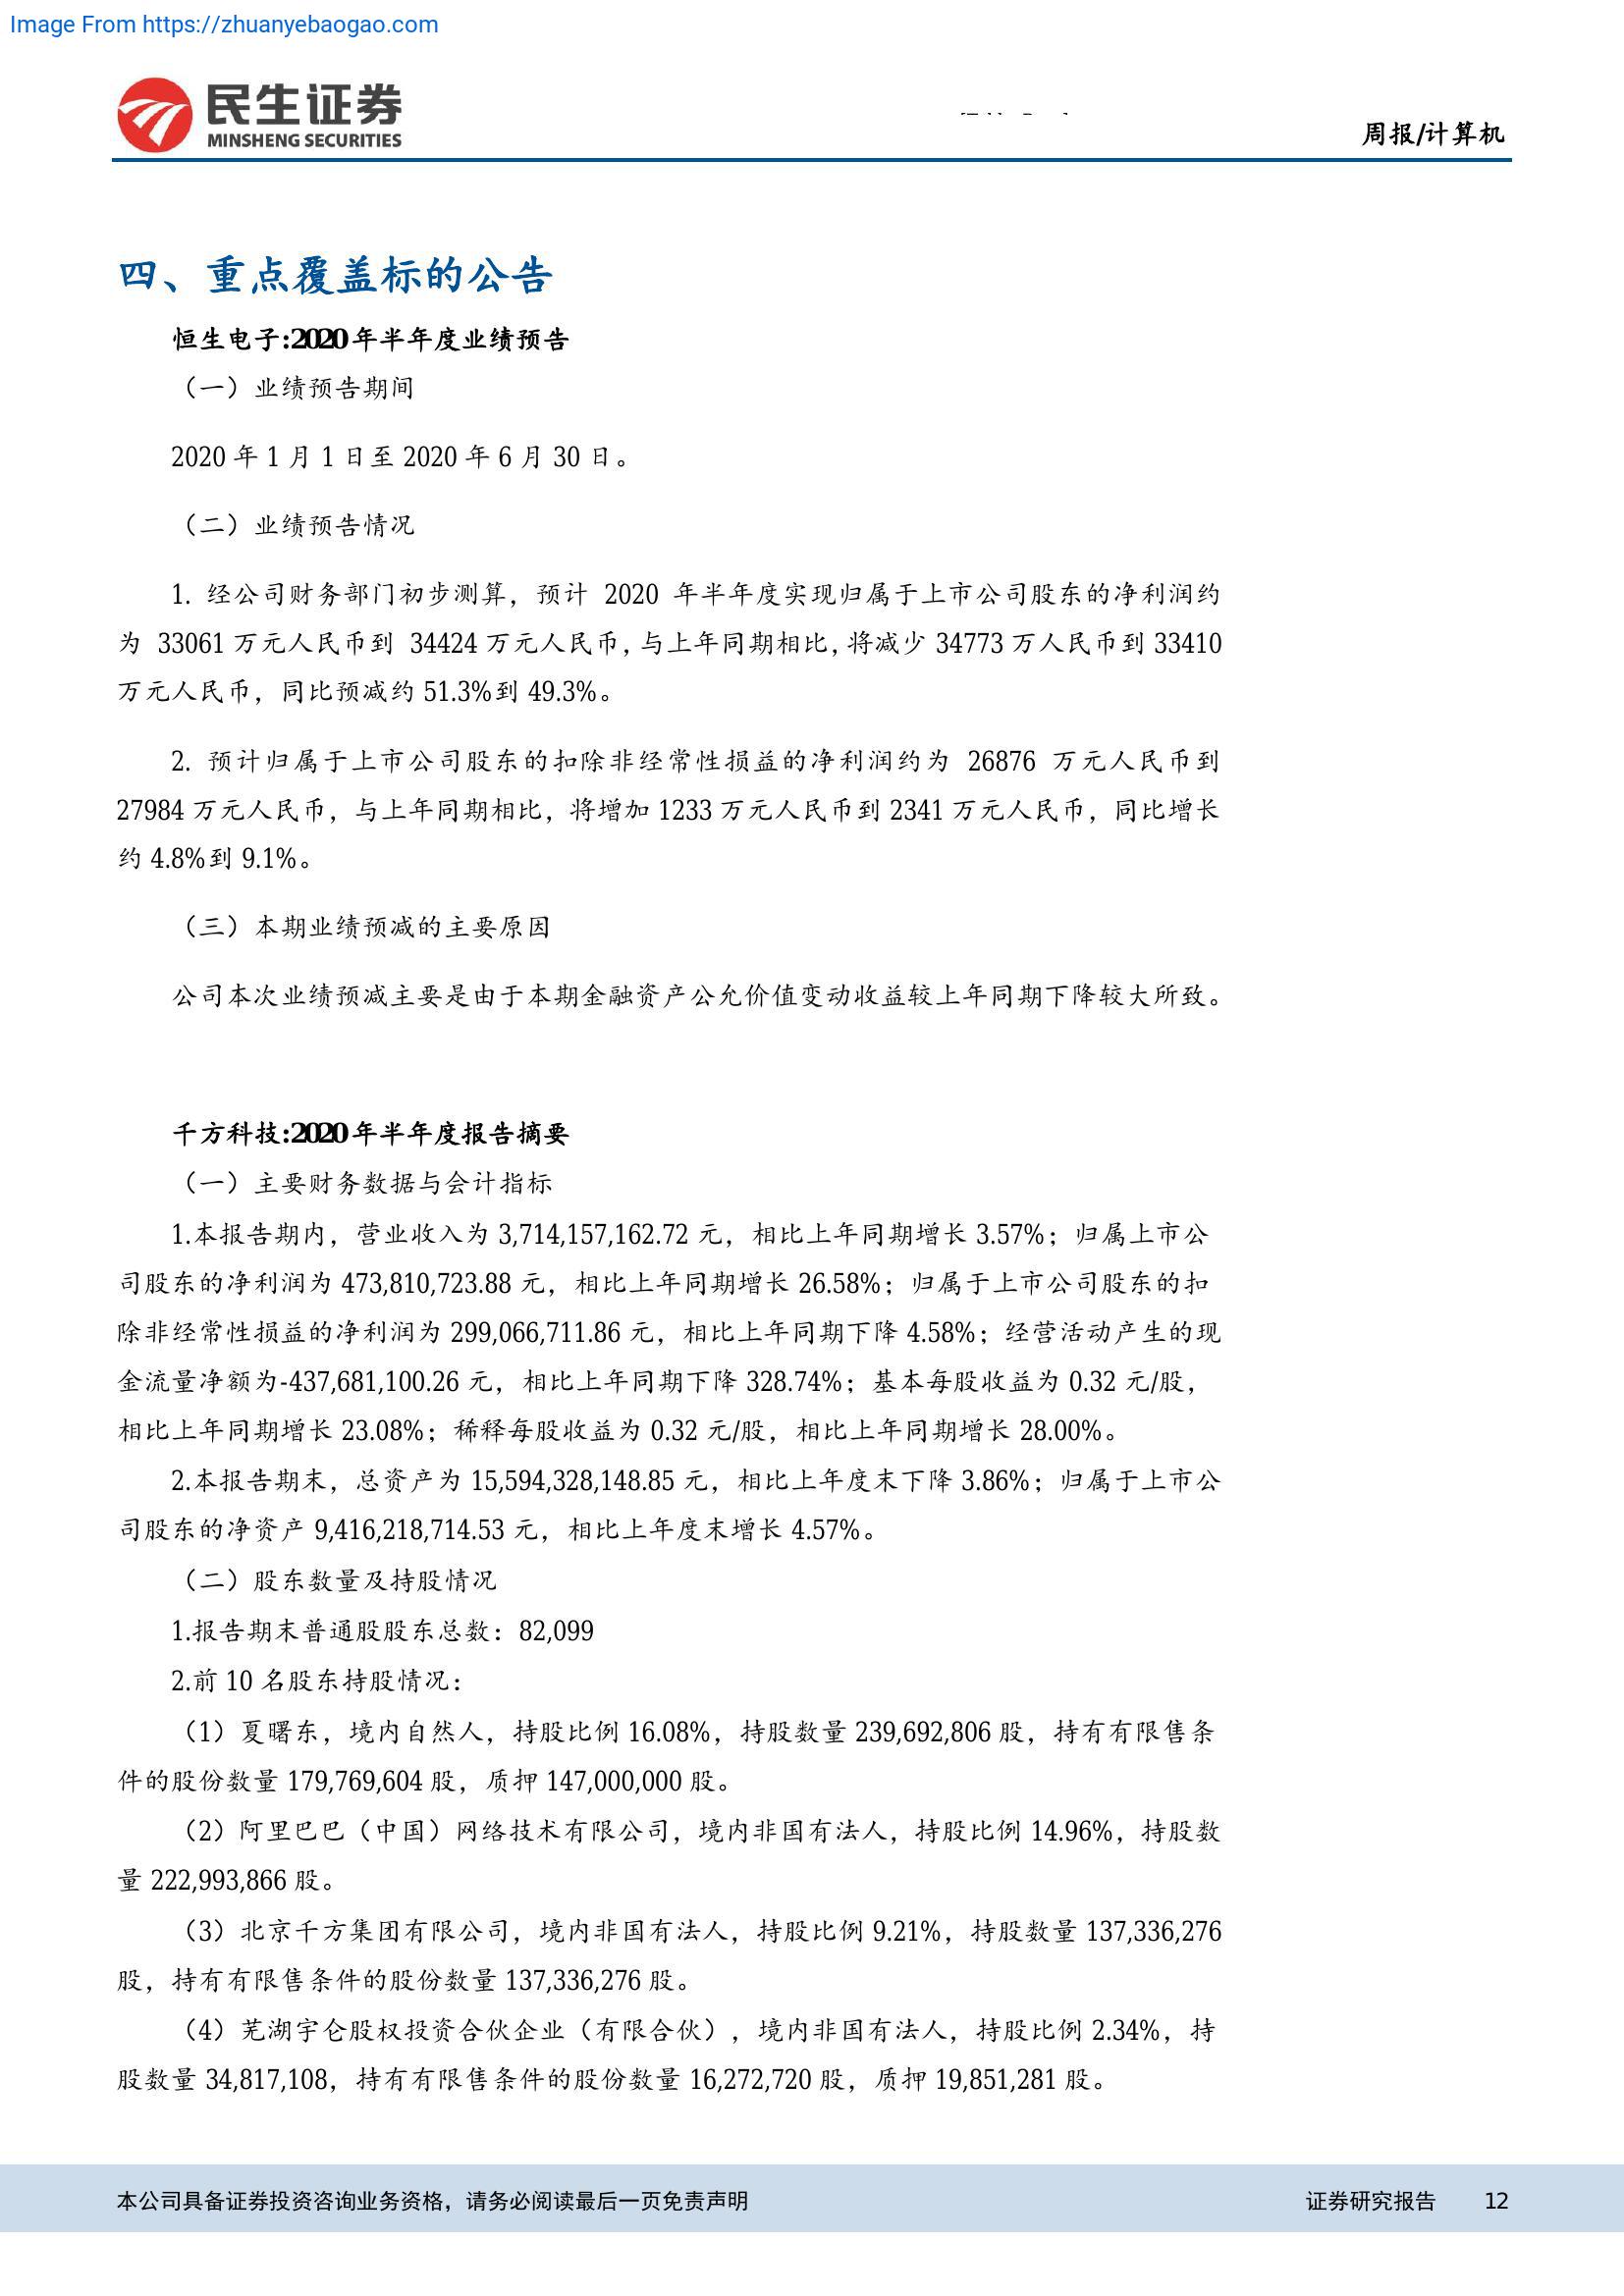 Image From https://zhuanyebaogao.com
民生证券
MINSHENG SECURITIES
周报/计算机
四、重点覆盖标的公告
恒生电子:2020年半年度业绩预告
（一）业绩预告期间
2020 年 1 月 1 日至 2020 年 6 月 30 日。
（二）业绩预告情况
1. 经公司财务部门初步测算，预计 2020 年半年度实现归属于上市公司股东的净利润约
为 33061 万元人民币到 34424 万元人民币，与上年同期相比，将减少 34773 万人民币到 33410
万元人民币，同比预减约 51.3%到 49.3%。
2. 预计归属于上市公司股东的扣除非经常性损益的净利润约为 26876 万元人民币到
27984 万元人民币，与上年同期相比，将增加 1233 万元人民币到 2341 万元人民币，同比增长
约 4.8%到 9.1%。
（三）本期业绩预减的主要原因
公司本次业绩预减主要是由于本期金融资产公允价值变动收益较上年同期下降较大所致。
千方科技:2020年半年度报告摘要
（一）主要财务数据与会计指标
1.本报告期内，营业收入为 3,714,157,162.72 元，相比上年同期增长 3.57%；归属上市公
司股东的净利润为 473,810,723.88 元，相比上年同期增长 26.58%；归属于上市公司股东的扣
除非经常性损益的净利润为 299,066,711.86 元，相比上年同期下降 4.58%；经营活动产生的现
金流量净额为-437,681,100.26 元，相比上年同期下降 328.74%；基本每股收益为 0.32 元/股，
相比上年同期增长 23.08%；稀释每股收益为 0.32 元/股，相比上年同期增长 28.00%。
2.本报告期末，总资产为 15,594,328,148.85 元，相比上年度末下降 3.86%；归属于上市公
司股东的净资产 9,416,218,714.53 元，相比上年度末增长 4.57%。
（二）股东数量及持股情况
1.报告期末普通股股东总数：82,099
2.前 10 名股东持股情况：
（1）夏曙东，境内自然人，持股比例 16.08%，持股数量 239,692,806 股，持有有限售条
件的股份数量 179,769,604 股，质押 147,000,000 股。
（2）阿里巴巴（中国）网络技术有限公司，境内非国有法人，持股比例 14.96%，持股数
量 222,993,866 股。
（3）北京千方集团有限公司，境内非国有法人，持股比例 9.21%，持股数量 137,336,276
股，持有有限售条件的股份数量 137,336,276 股。
（4）芜湖宇仑股权投资合伙企业（有限合伙），境内非国有法人，持股比例 2.34%，持
股数量 34,817,108，持有有限售条件的股份数量 16,272,720 股，质押 19,851,281 股。
本公司具备证券投资咨询业务资格，请务必阅读最后一页免责声明
证券研究报告 12